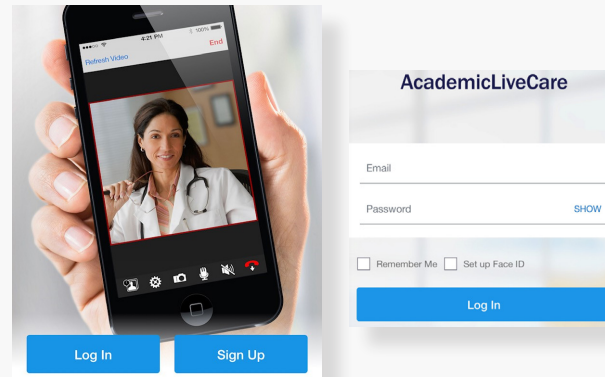 4:21 PM
100%
Refresh Video
End
Log In
Sign Up
AcademicLiveCare
Email
Password
SHOW
Remember Me
Set up Face ID
Log In